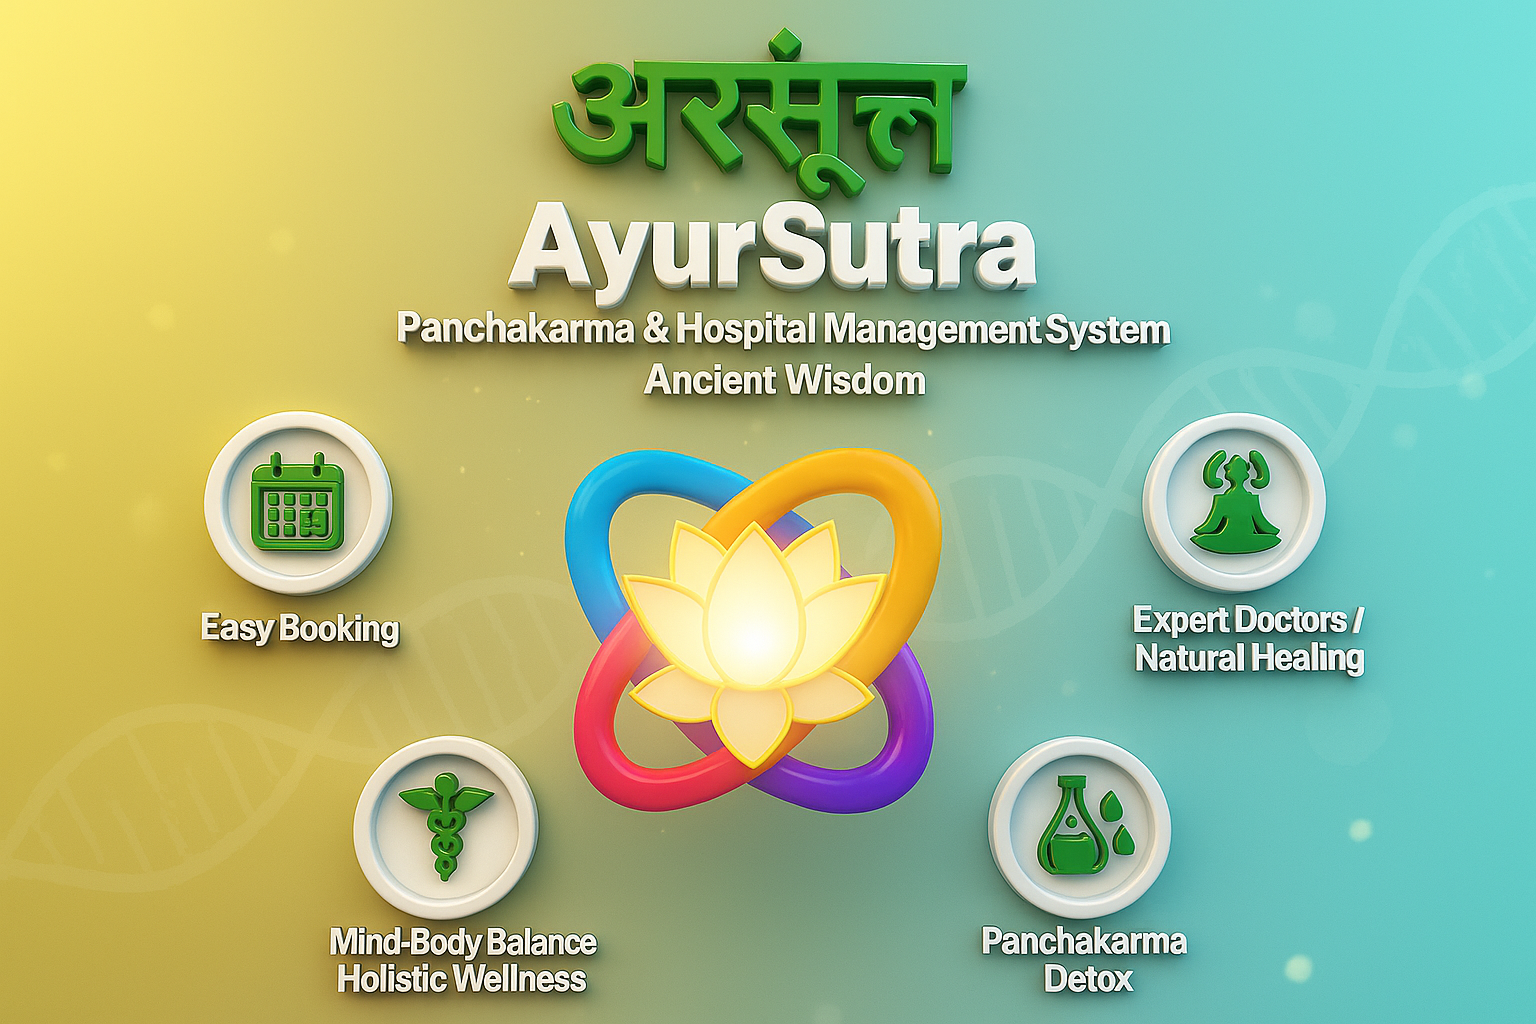 अरसूंल
AyurSutra
Panchakarma & Hospital Management System
Ancient Wisdom
Easy Booking
Expert Doctors /
Natural Healing
Mind-Body Balance
Holistic Wellness
Panchakarma
Detox